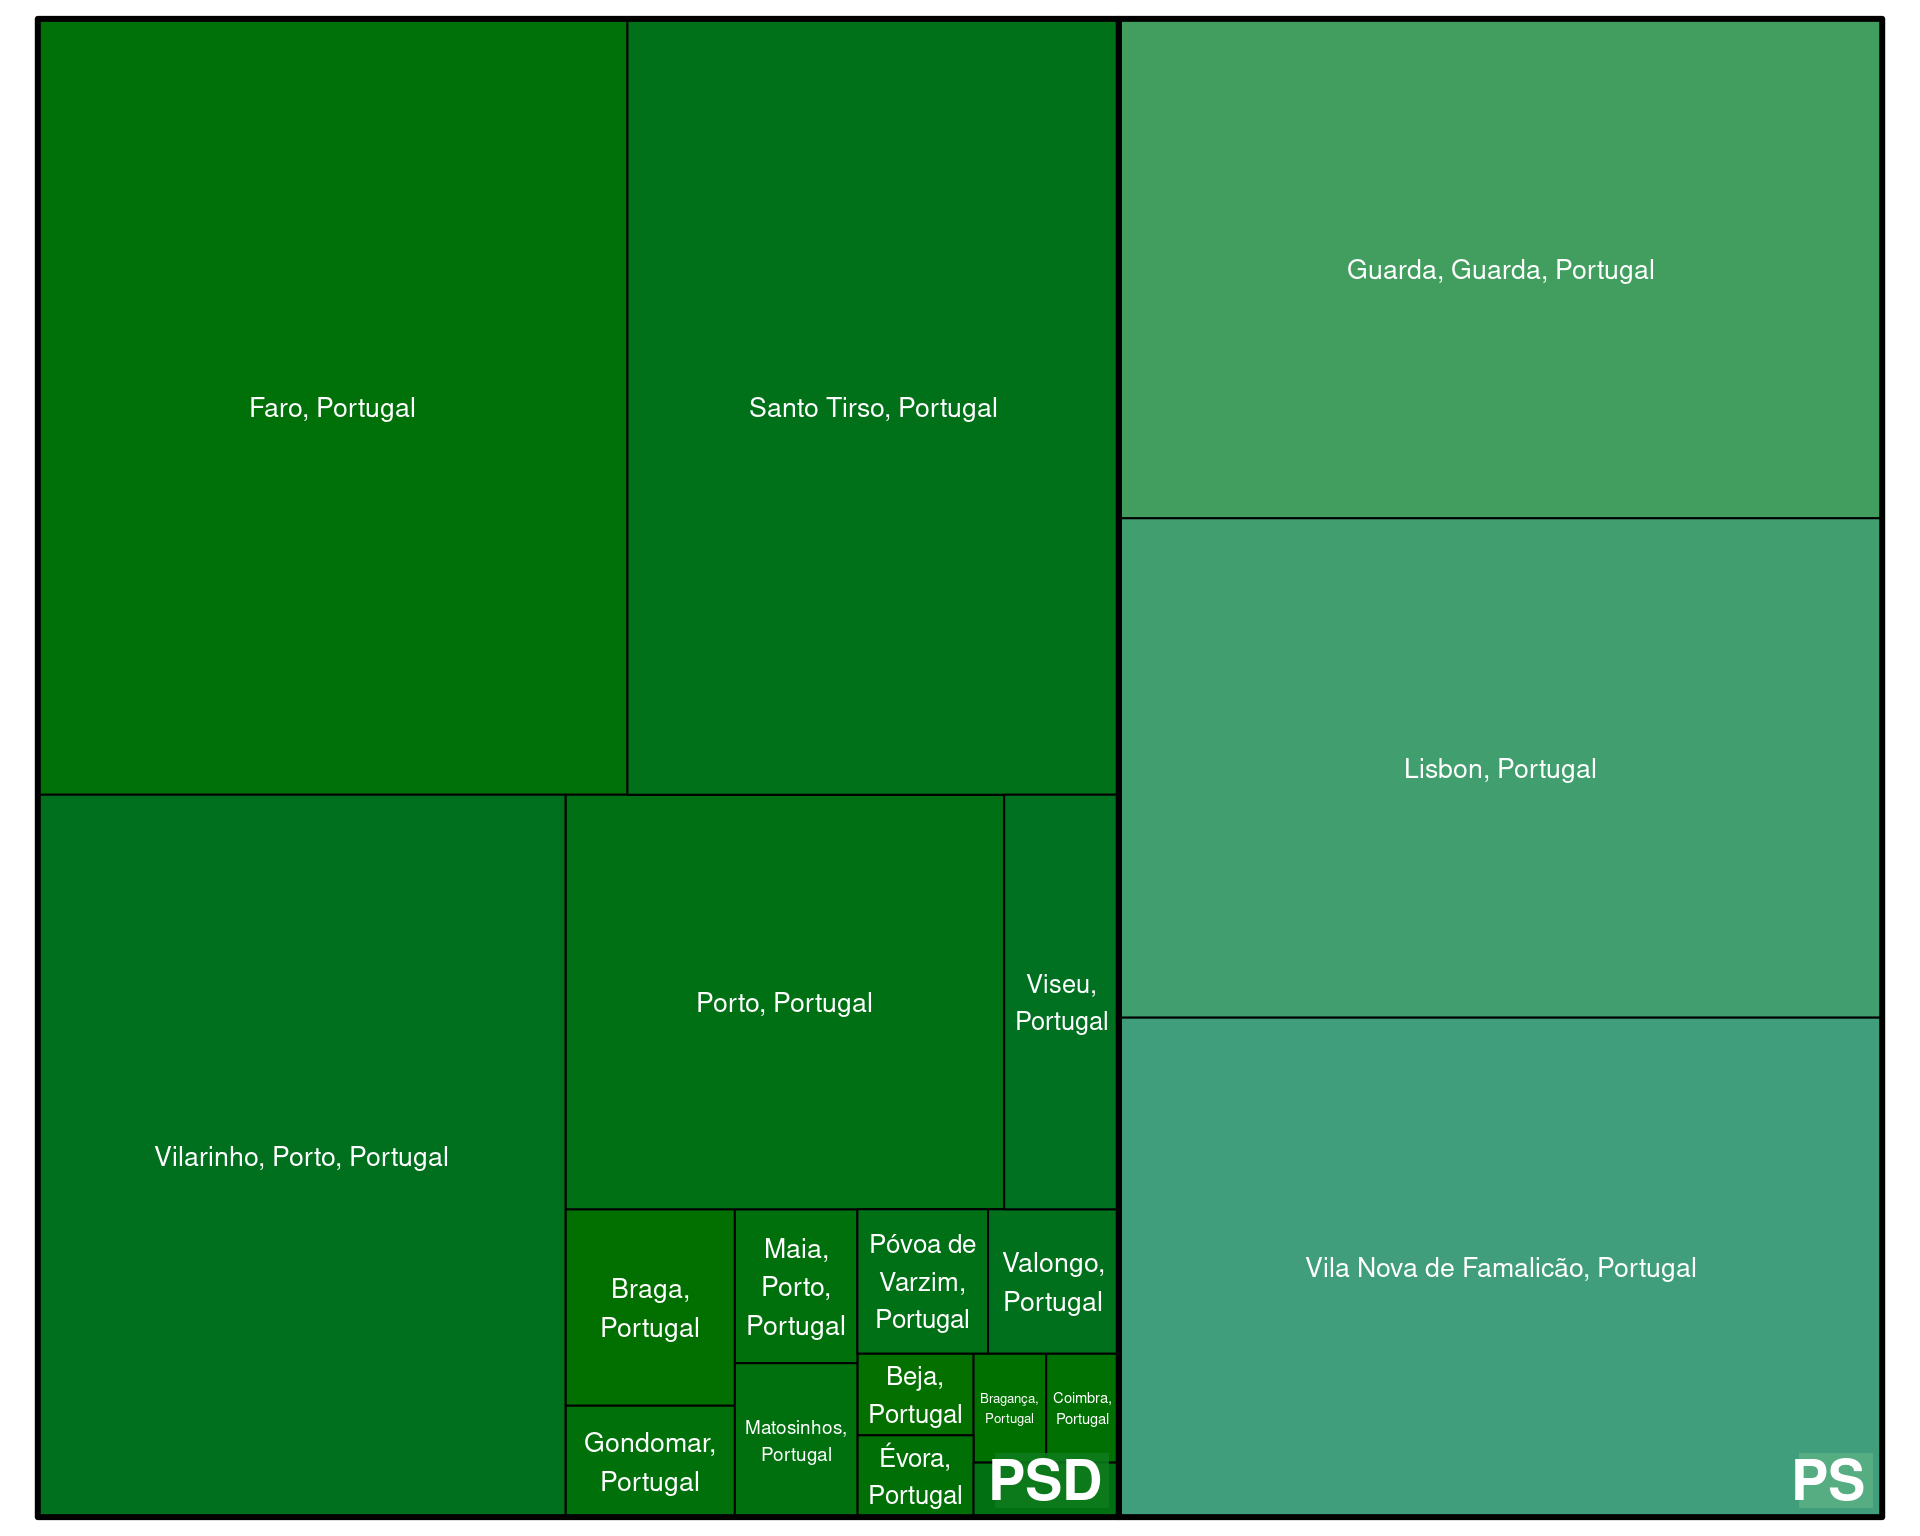 Faro, Portugal
Santo Tirso, Portugal
Guarda, Guarda, Portugal
Lisbon, Portugal
Vilarinho, Porto, Portugal
Porto, Portugal
Viseu,
Portugal
Vila Nova de Famalicão, Portugal
Braga,
Portugal
Maia,
Porto,
Portugal
Póvoa de
Varzim,
Portugal
Valongo,
Portugal
Gondomar,
Portugal
Matosinhos,
Portugal
Beja,
Portugal
Bragança,
Portugal
Coimbra,
Portugal
Évora,
Portugal
PSD
PS